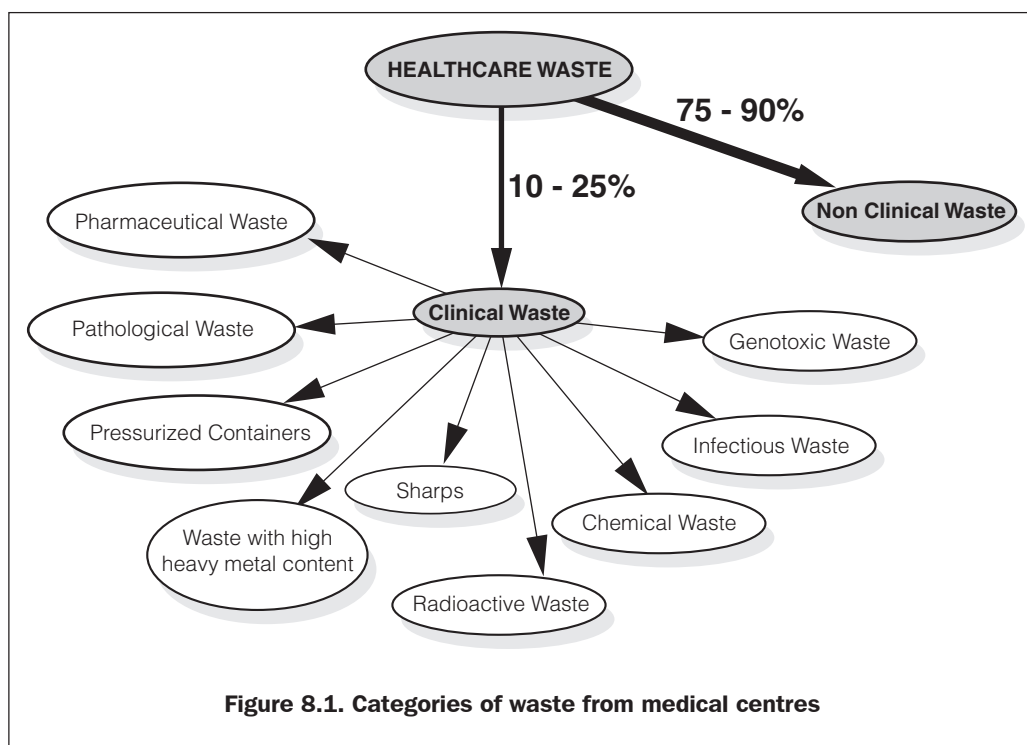 HEALTHCARE WASTE
75 - 90%
10 - 25%
Non Clinical Waste
Pharmaceutical Waste
Clinical Waste
Pathological Waste
Genotoxic Waste
Pressurized Containers
Infectious Waste
Sharps
Chemical Waste
Waste with high
heavy metal content
Radioactive Waste
Figure 8.1. Categories of waste from medical centres